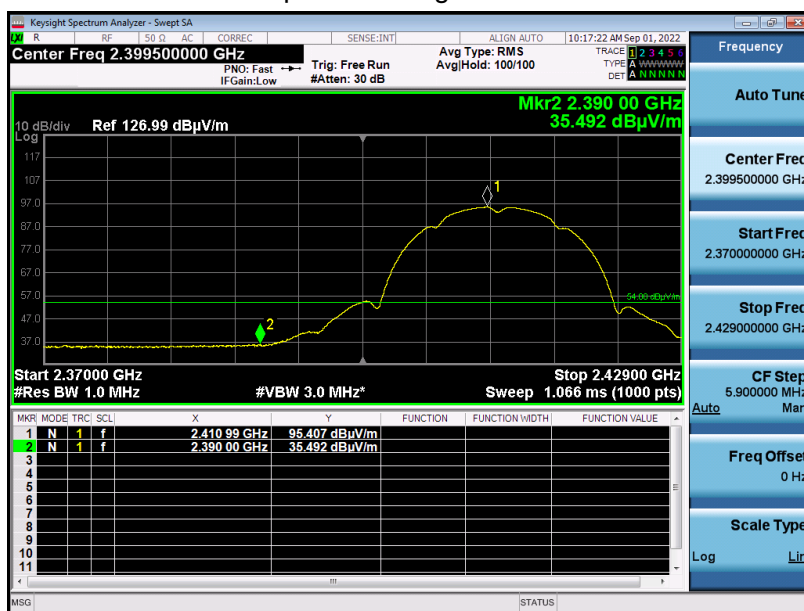 Keysight Spectrum Analyzer - Swept SA
LXI R RF 50 Ω AC CORREC SENSE:INT ALIGN AUTO 10:17:22 AM Sep 01, 2022
Center Freq 2.399500000 GHz
PNO: Fast
IFGain:Low
Trig: Free Run
#Atten: 30 dB
Avg Type: RMS
Avg|Hold: 100/100
TRACE 1 2 3 4 5 6
TYPE A WWWWW
DET A N N N N N
Mkr2 2.390 00 GHz
35.492 dBµV/m
10 dB/div Ref 126.99 dBµV/m
Log
117
107
97.0
87.0
77.0
67.0
57.0
47.0
37.0
1
2
54.00 dBµV/m
Start 2.37000 GHz Stop 2.42900 GHz
#Res BW 1.0 MHz #VBW 3.0 MHz* Sweep 1.066 ms (1000 pts)
MKR MODE TRC SCL X Y FUNCTION FUNCTION WIDTH FUNCTION VALUE
1 N 1 f 2.410 99 GHz 95.407 dBµV/m
2 N 1 f 2.390 00 GHz 35.492 dBµV/m
3
4
5
6
7
8
9
10
11
MSG STATUS
Frequency
Auto Tune
Center Freq
2.399500000 GHz
Start Freq
2.370000000 GHz
Stop Freq
2.429000000 GHz
CF Step
5.900000 MHz
Auto Man
Freq Offset
0 Hz
Scale Type
Log Lin